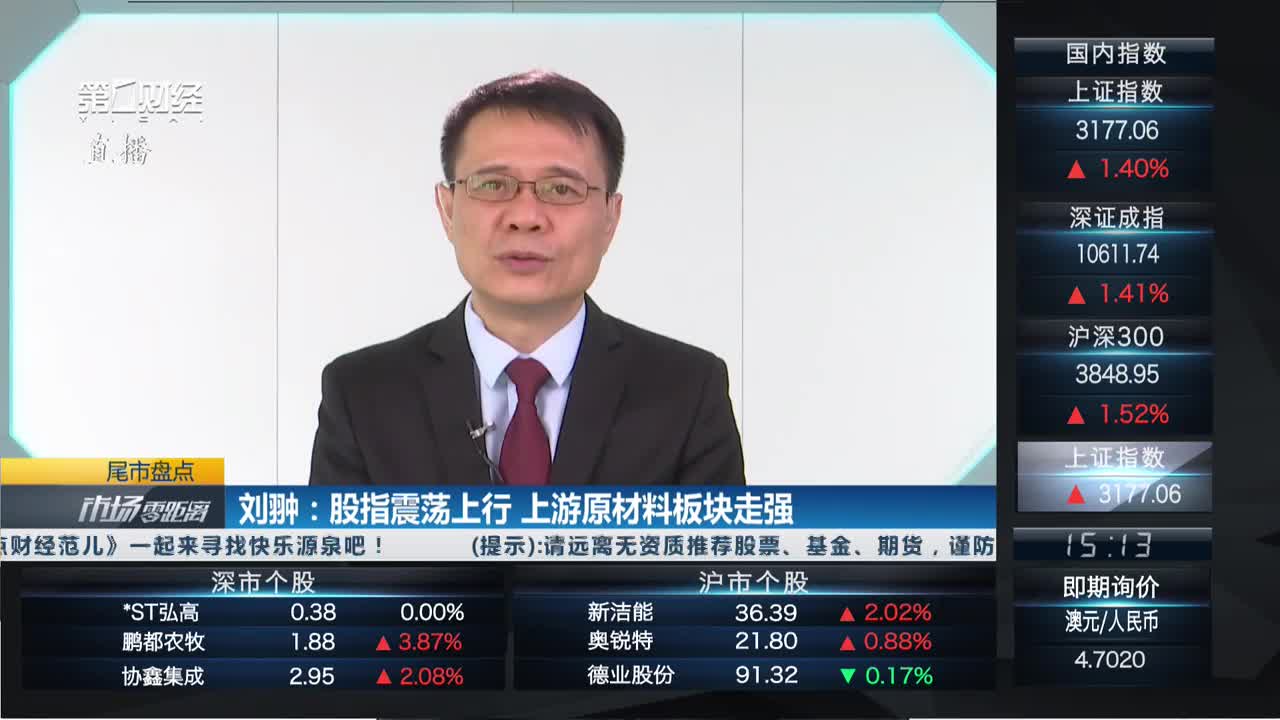 第一财经
YICAI
直播
国内指数
上证指数
3177.06
▲ 1.40%
深证成指
10611.74
▲ 1.41%
沪深300
3848.95
▲ 1.52%
上证指数
▲ 3177.06
15:13
即期询价
澳元/人民币
4.7020
尾市盘点
市场零距离
刘翀：股指震荡上行 上游原材料板块走强
点财经范儿》一起来寻找快乐源泉吧！ (提示):请远离无资质推荐股票、基金、期货，谨防
深市个股
*ST弘高 0.38 0.00%
鹏都农牧 1.88 ▲ 3.87%
协鑫集成 2.95 ▲ 2.08%
沪市个股
新洁能 36.39 ▲ 2.02%
奥锐特 21.80 ▲ 0.88%
德业股份 91.32 ▼ 0.17%